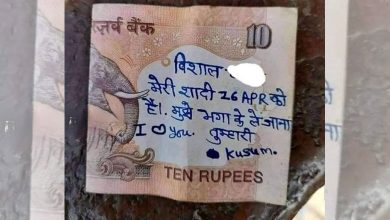 रिज़र्व बैंक
10
विशाल
मेरी शादी 26 APR को
है। मुझे भगा के ले जाना
I ♡ you. तुम्हारी
Kusum.
TEN RUPEES